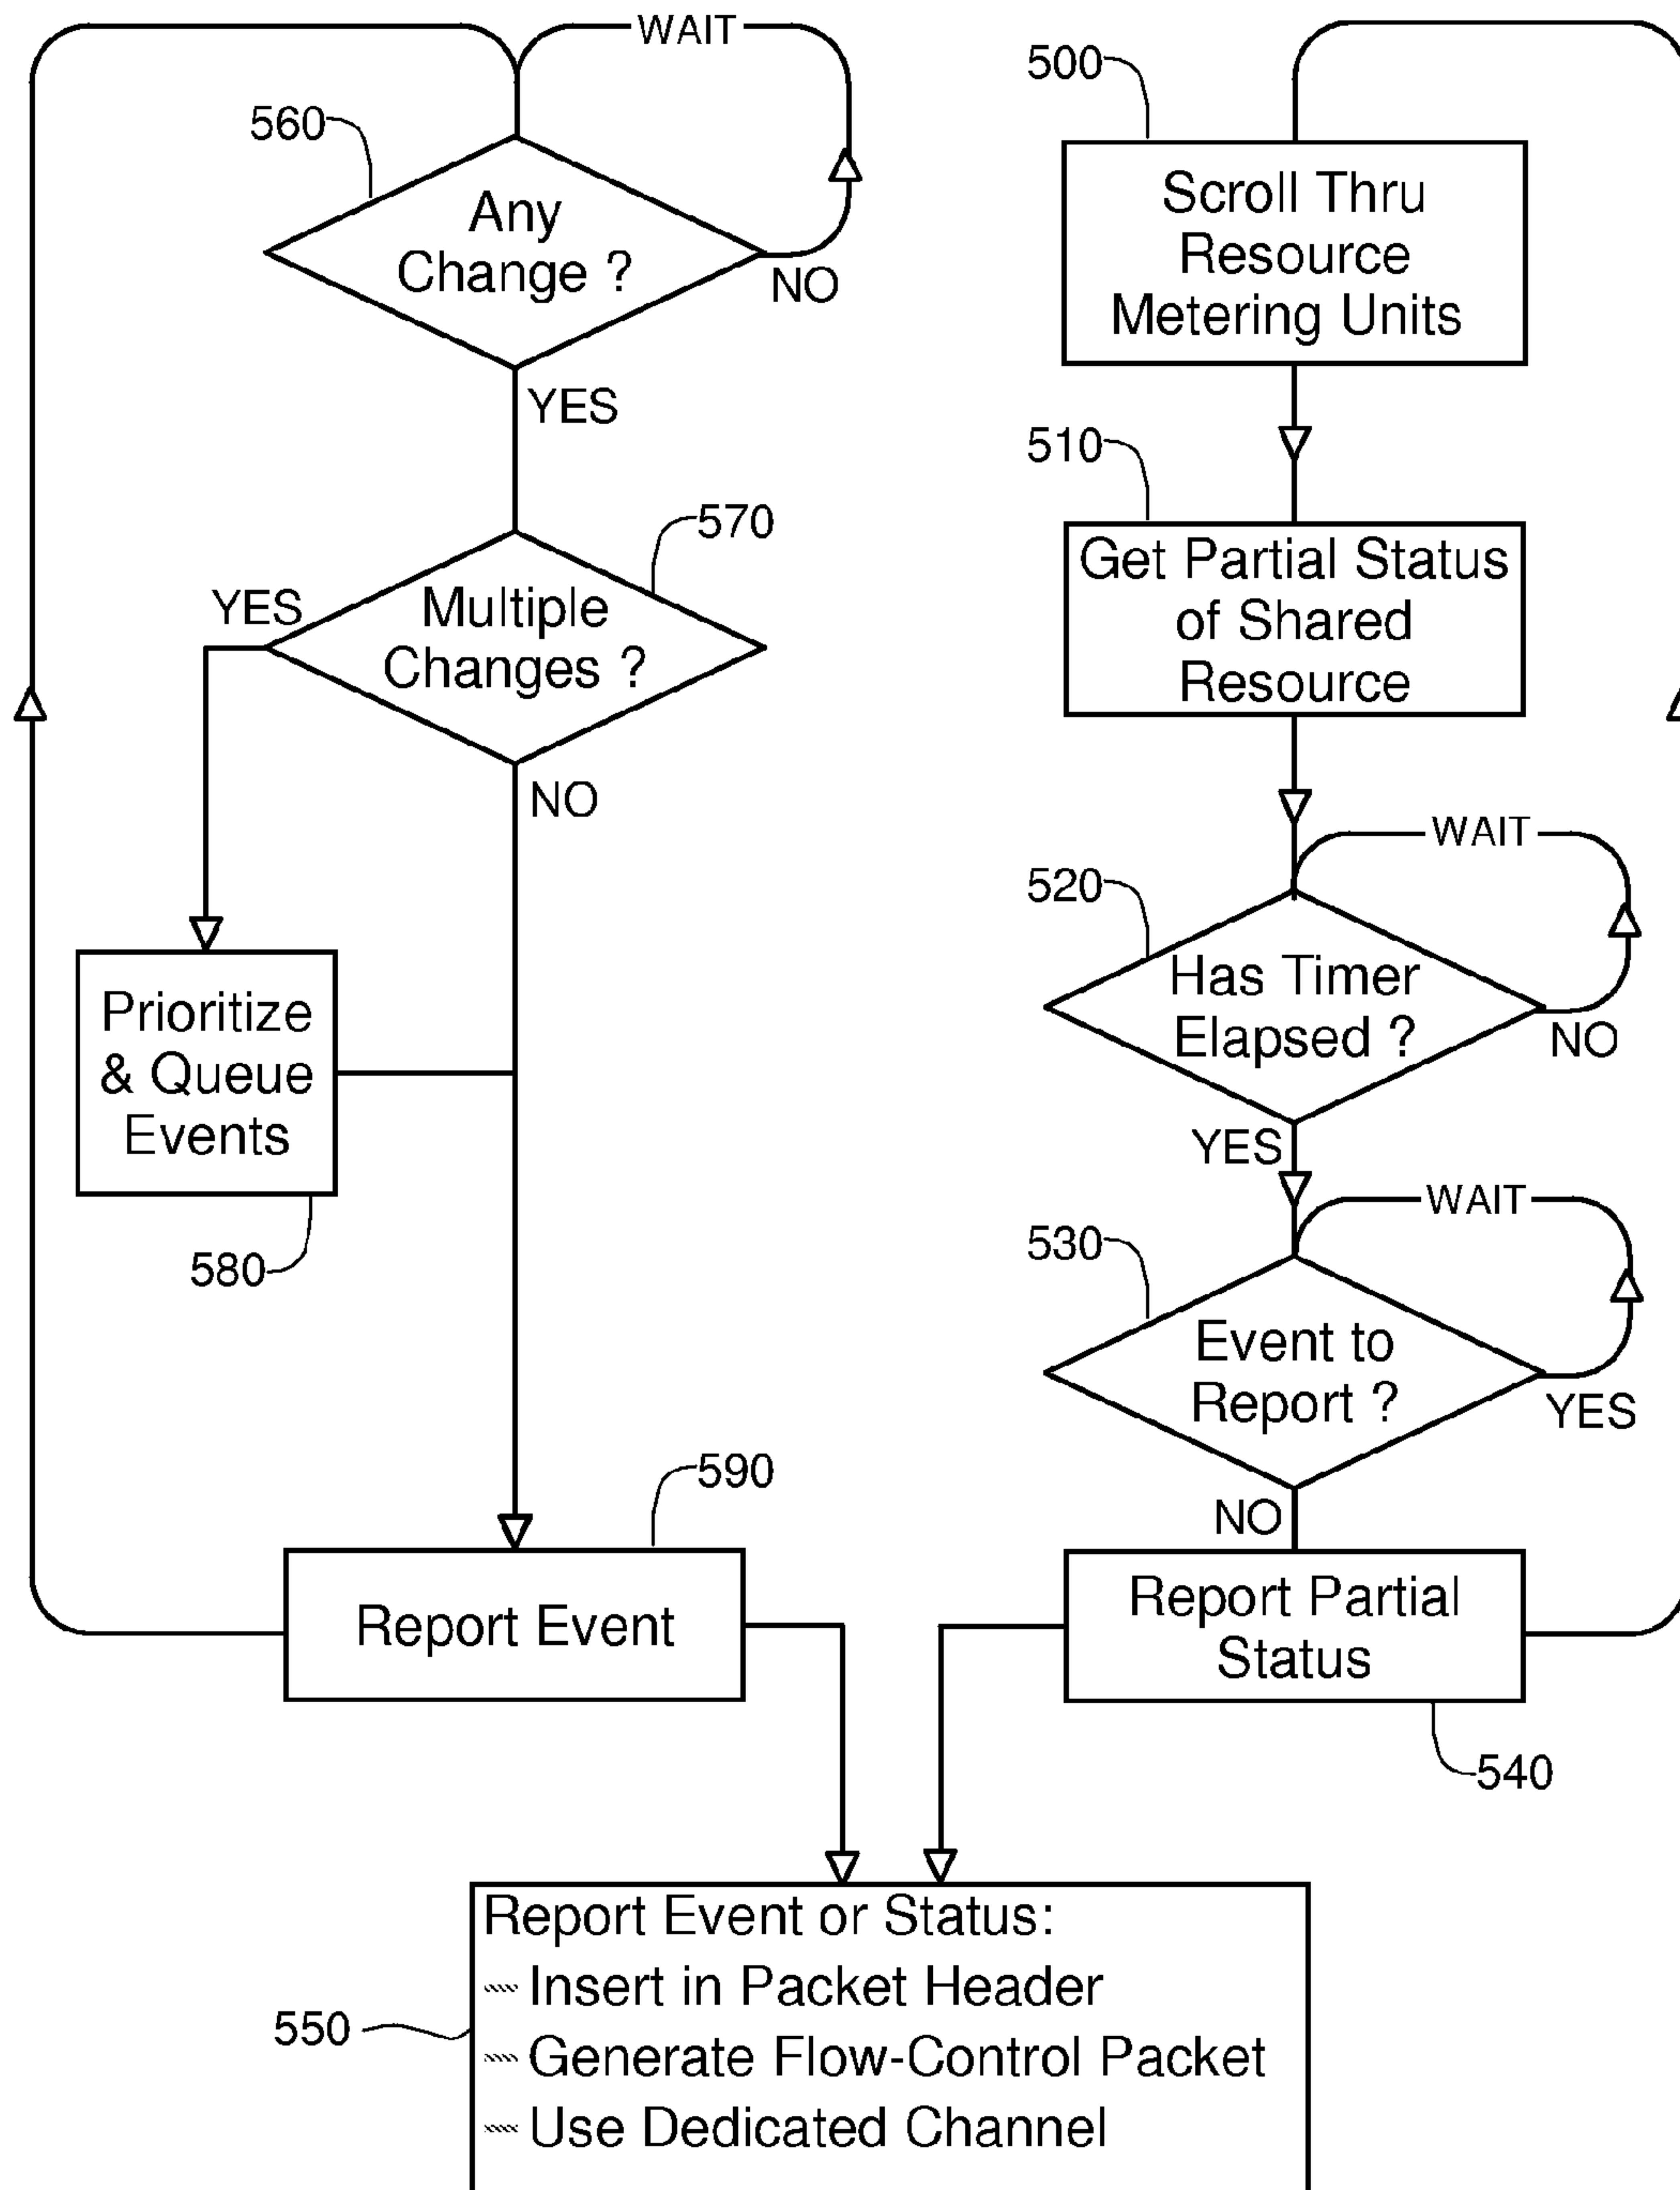 WAIT
560
Any
Change ?
NO
YES
570
YES
Multiple
Changes ?
NO
Prioritize
& Queue
Events
580
590
Report Event
500
Scroll Thru
Resource
Metering Units
510
Get Partial Status
of Shared
Resource
WAIT
520
Has Timer
Elapsed ?
NO
YES
WAIT
530
Event to
Report ?
YES
NO
Report Partial
Status
540
550
Report Event or Status:
Insert in Packet Header
Generate Flow-Control Packet
Use Dedicated Channel